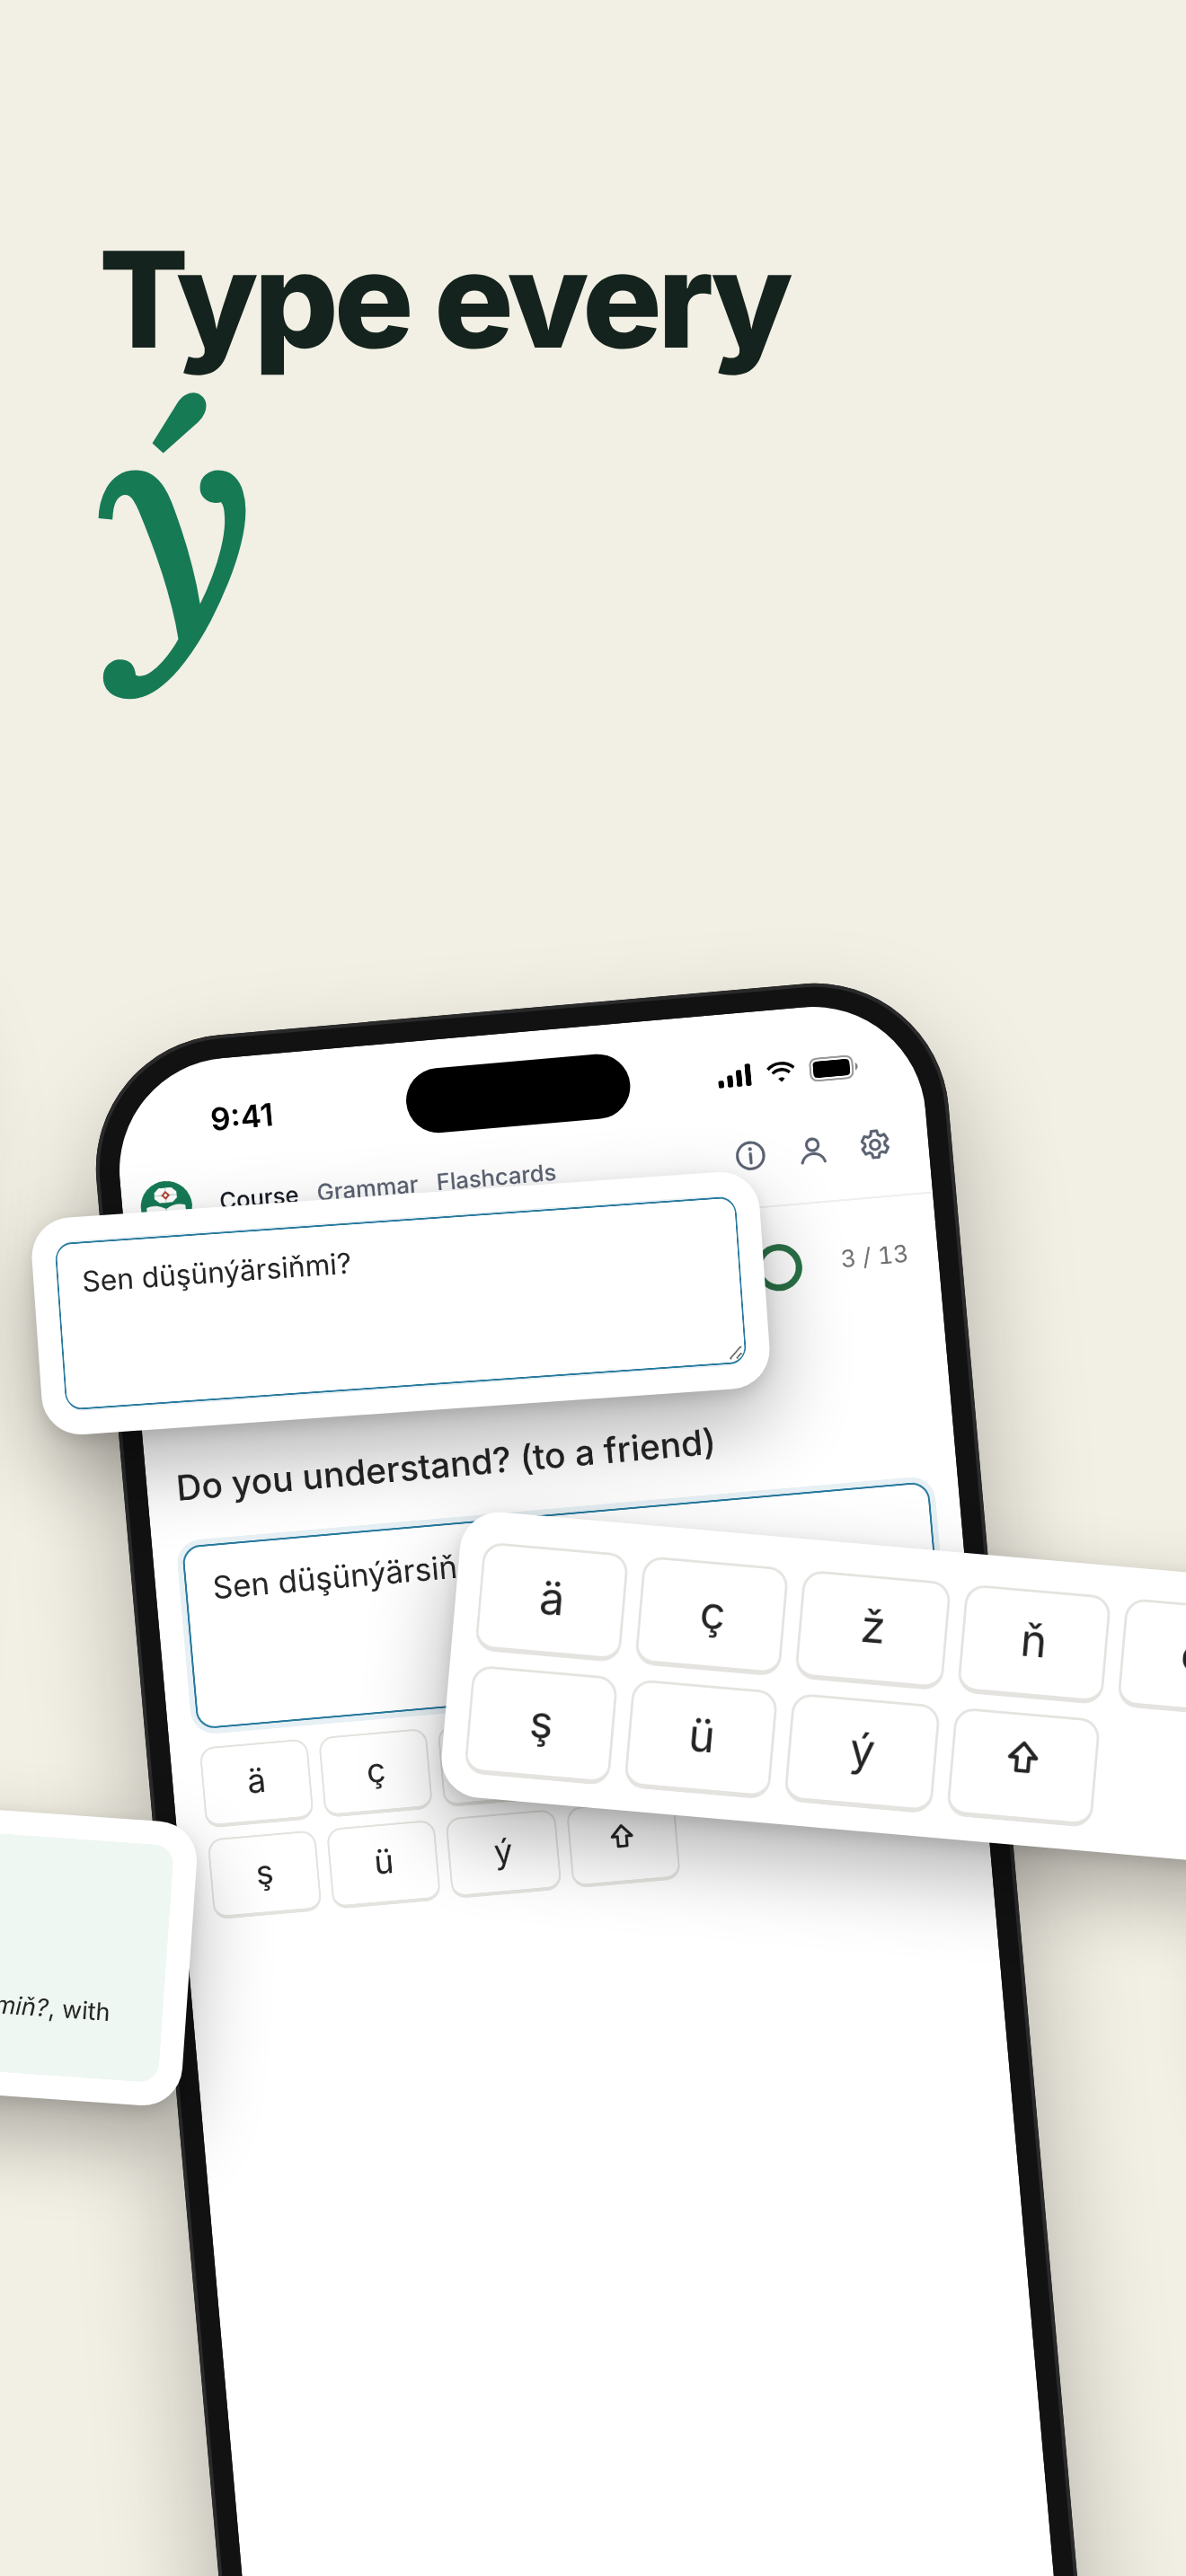 Type every
ý
9:41
Course Grammar Flashcards
Sen düşünýärsiňmi?
3 / 13
Do you understand? (to a friend)
Sen düşünýärsiň
ä ç ž ň
ş ü ý
ä ç
ş ü ý
miň?, with